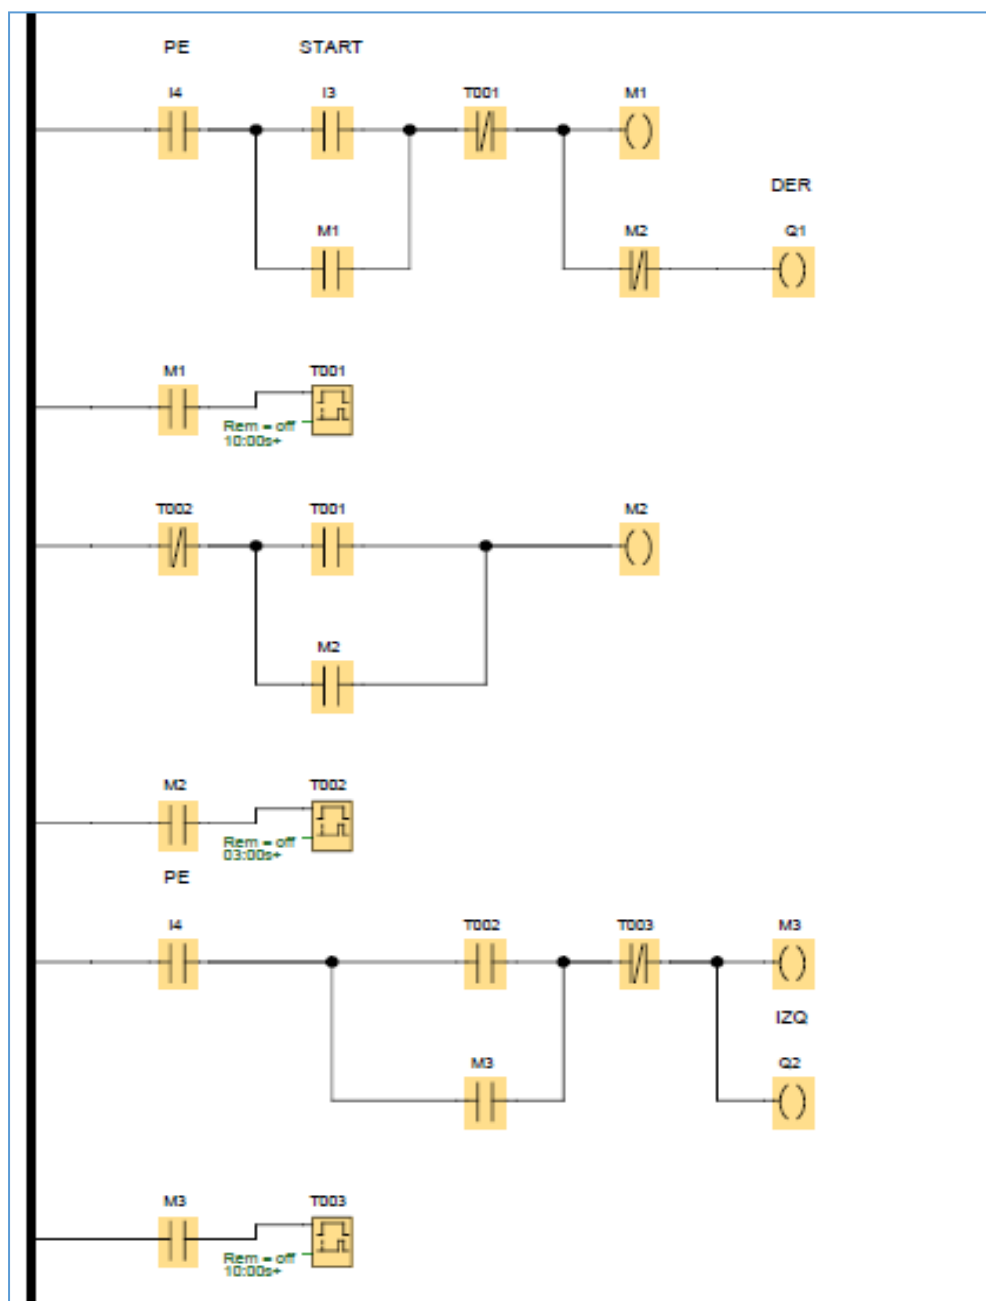 PE START
I4 I3 T001 M1
DER
M1 M2 Q1
M1 T001
Rem = off
10:00s+
T002 T001 M2
M2
M2 T002
Rem = off
03:00s+
PE
I4 T002 T003 M3
IZQ
M3 Q2
M3 T003
Rem = off
10:00s+